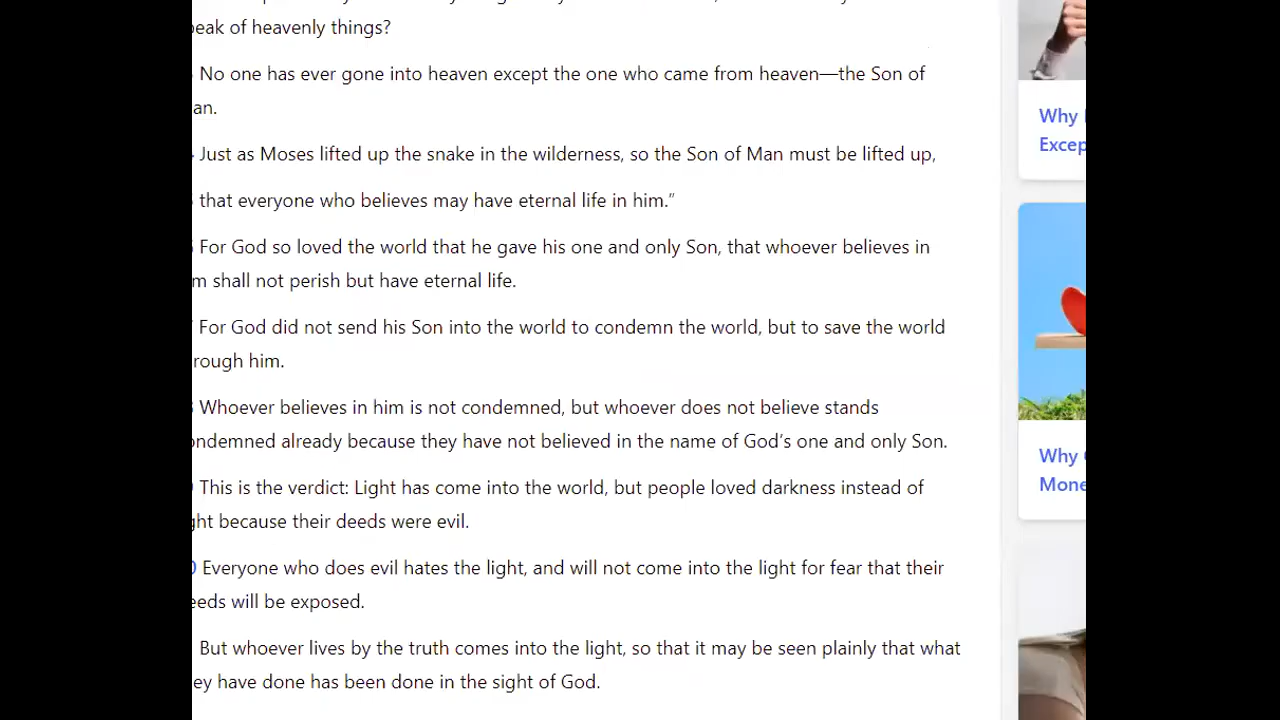 eak of heavenly things?
No one has ever gone into heaven except the one who came from heaven—the Son of
an.
Just as Moses lifted up the snake in the wilderness, so the Son of Man must be lifted up,
that everyone who believes may have eternal life in him.”
For God so loved the world that he gave his one and only Son, that whoever believes in
m shall not perish but have eternal life.
For God did not send his Son into the world to condemn the world, but to save the world
rough him.
Whoever believes in him is not condemned, but whoever does not believe stands
ondemned already because they have not believed in the name of God’s one and only Son.
This is the verdict: Light has come into the world, but people loved darkness instead of
ght because their deeds were evil.
Everyone who does evil hates the light, and will not come into the light for fear that their
eeds will be exposed.
But whoever lives by the truth comes into the light, so that it may be seen plainly that what
ey have done has been done in the sight of God.
Why
Excep
Why
Mone